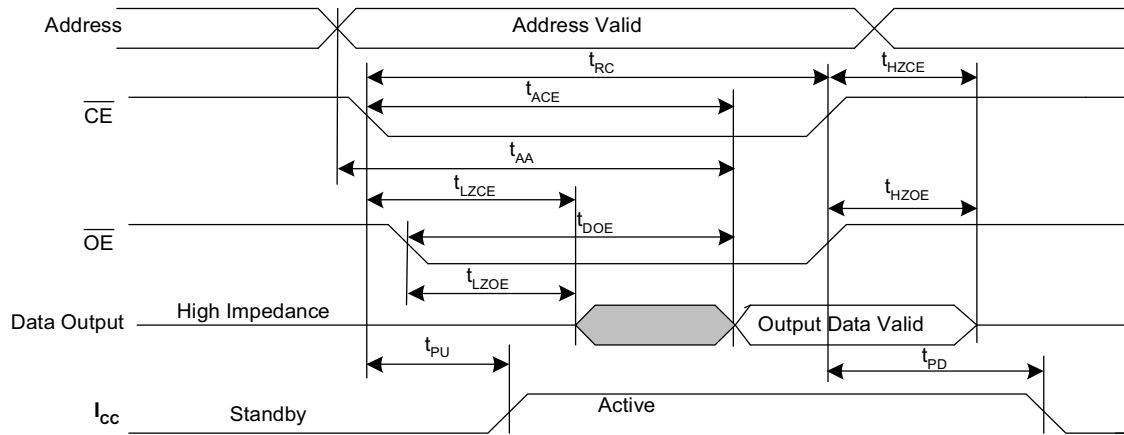 Address
Address Valid
tRC
tHZCE
tACE
CE
tAA
tLZCE
tHZOE
OE
tDOE
tLZOE
Data Output
High Impedance
Output Data Valid
tPU
tPD
ICC
Standby
Active